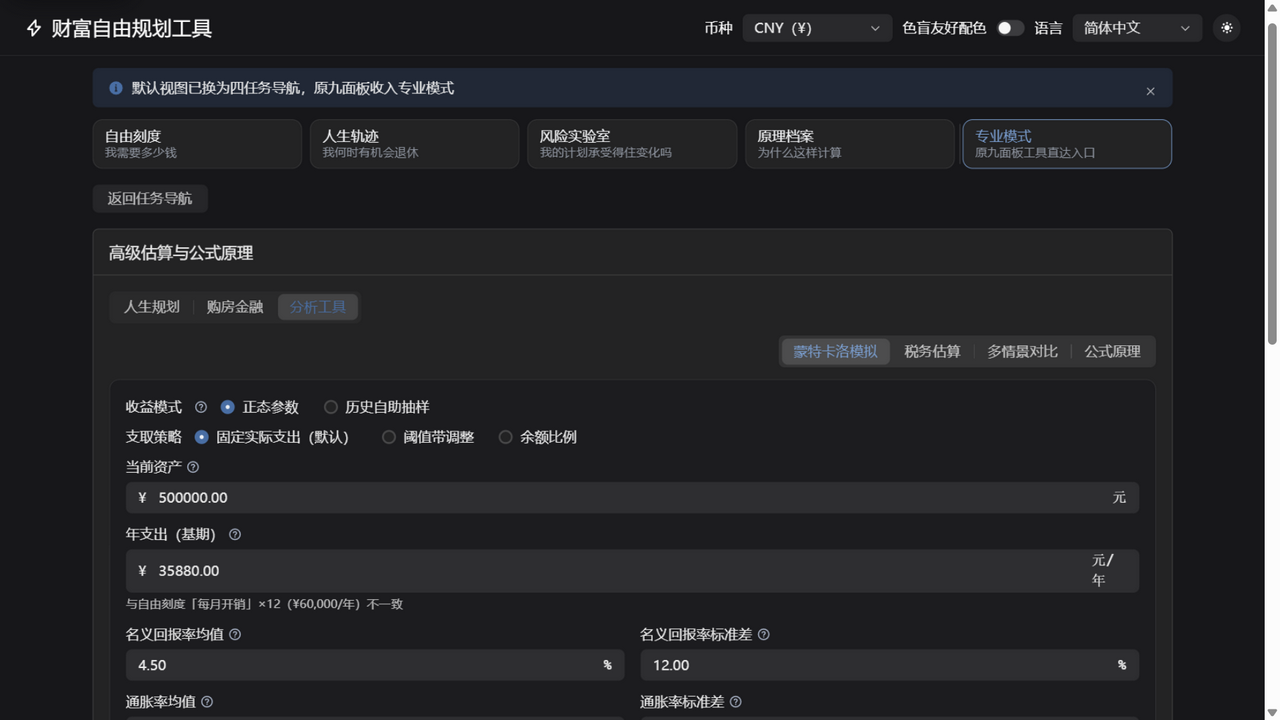 财富自由规划工具 币种 CNY (¥) 色盲友好配色 语言 简体中文
默认视图已换为四任务导航，原九面板收入专业模式
自由刻度 人生轨迹 风险实验室 原理档案 专业模式
我需要多少钱 我何时有机会退休 我的计划承受得住变化吗 为什么这样计算 原九面板工具直达入口
返回任务导航
高级估算与公式原理
人生规划 购房金融 分析工具
蒙特卡洛模拟 税务估算 多情景对比 公式原理
收益模式 正态参数 历史自助抽样
支取策略 固定实际支出（默认） 阈值带调整 余额比例
当前资产
¥ 500000.00 元
年支出（基期）
¥ 35880.00 元/
年
与自由刻度「每月开销」×12（¥60,000/年）不一致
名义回报率均值 名义回报率标准差
4.50 % 12.00 %
通胀率均值 通胀率标准差